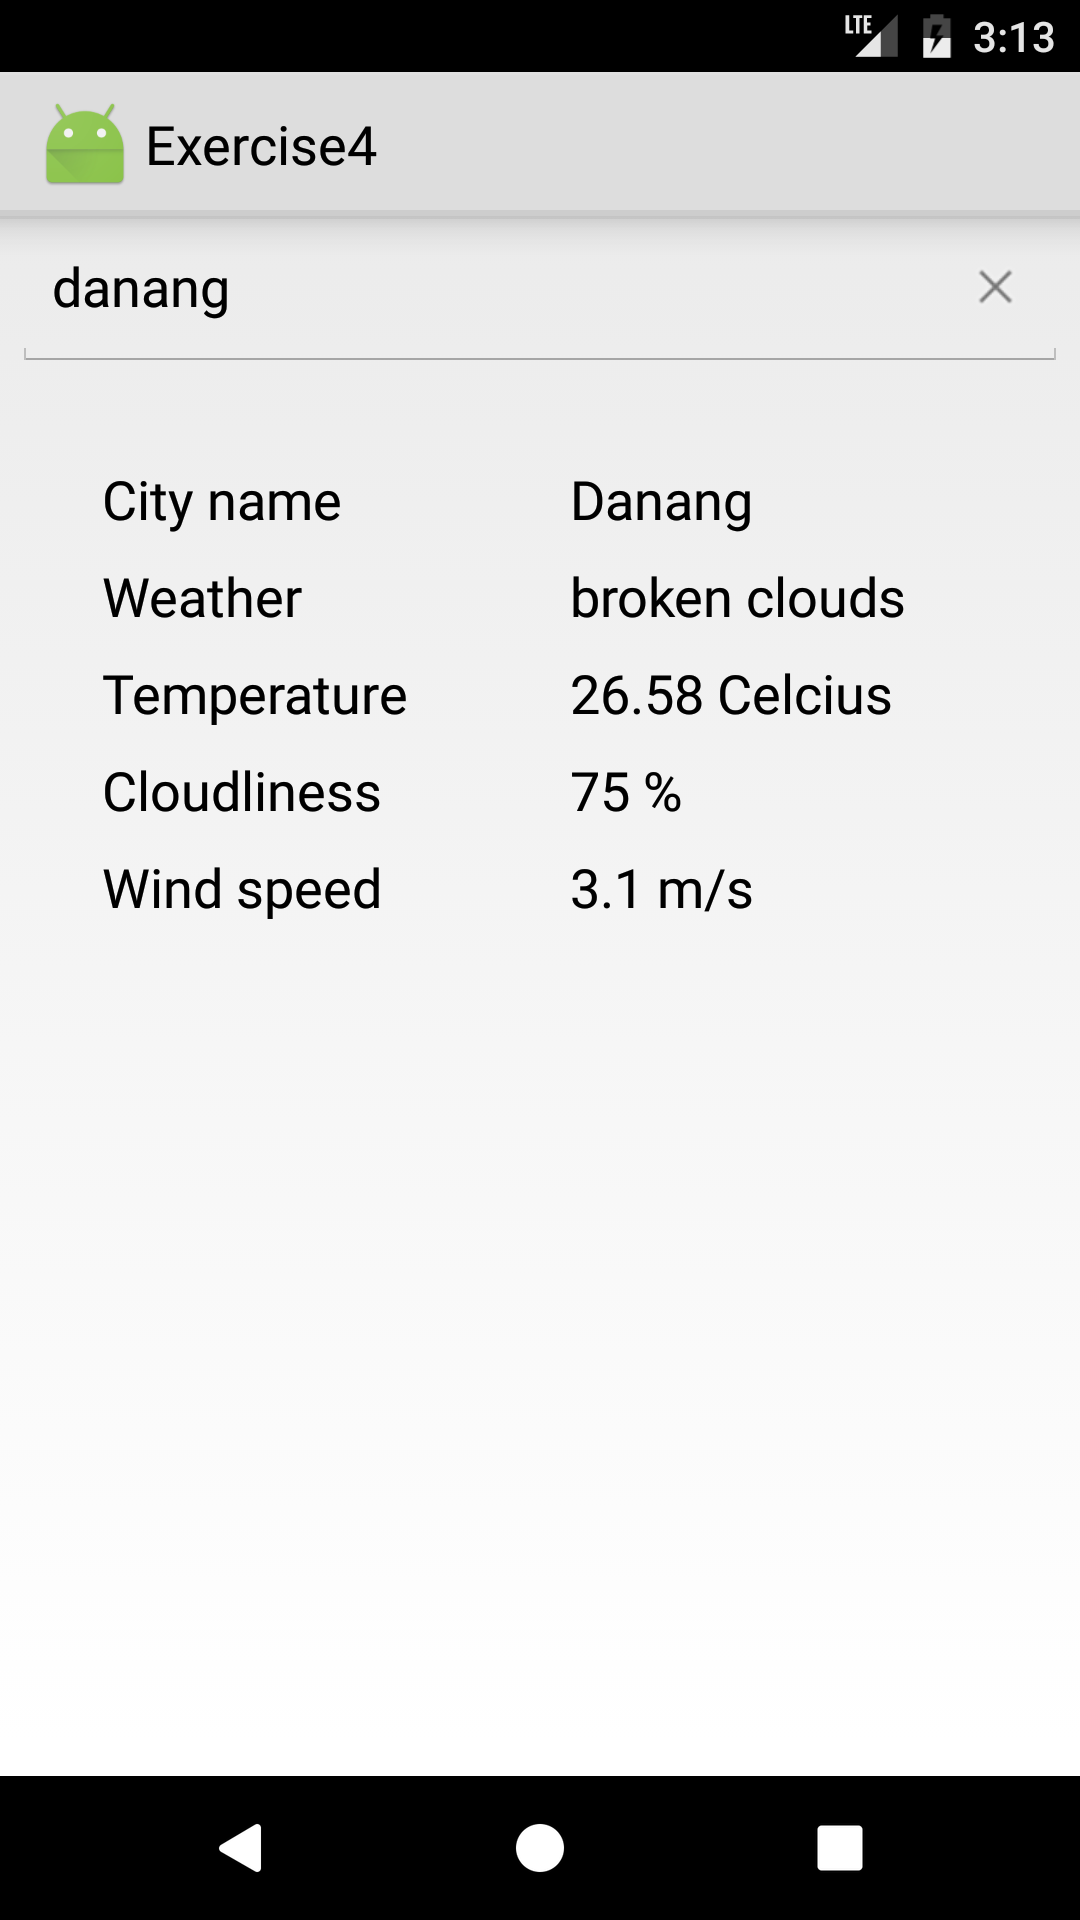 LTE 3:13
Exercise4
danang
City name Danang
Weather broken clouds
Temperature 26.58 Celcius
Cloudliness 75 %
Wind speed 3.1 m/s